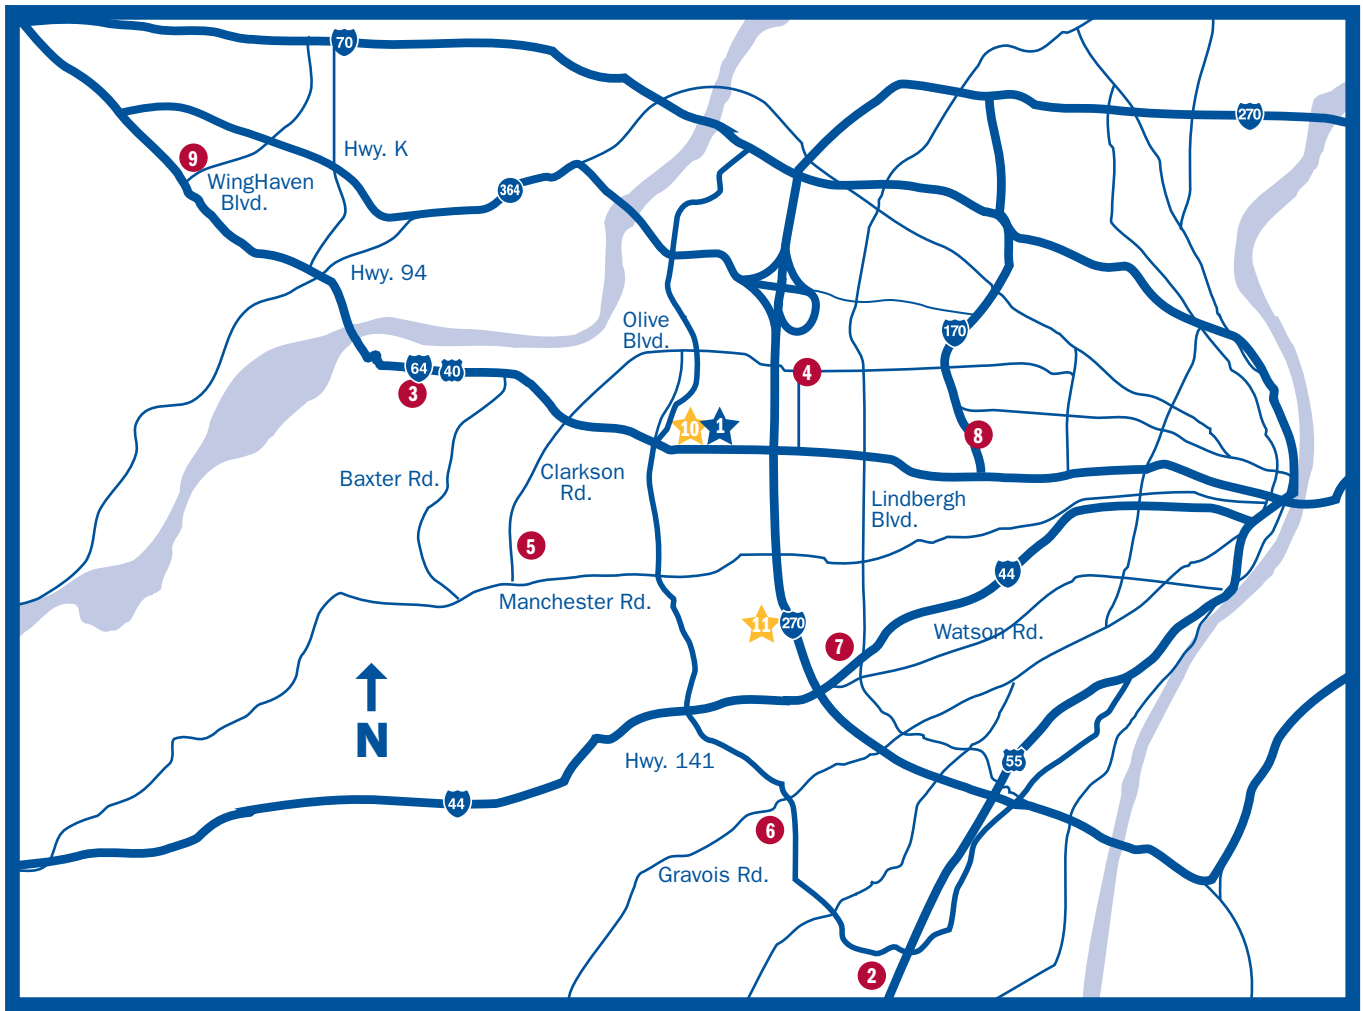 70
270
Hwy. K
9
WingHaven
Blvd.
364
Hwy. 94
Olive
Blvd.
170
64
40
3
4
10
1
8
Baxter Rd.
Clarkson
Rd.
Lindbergh
Blvd.
5
44
Manchester Rd.
11
270
7
Watson Rd.
N
Hwy. 141
55
44
6
Gravois Rd.
2